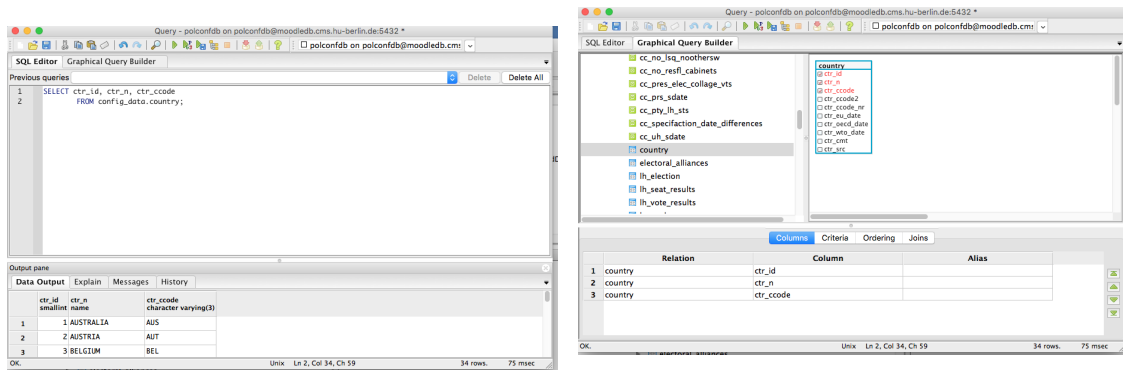 Query - polconfdb on polconfdb@moodledb.cms.hu-berlin.de:5432 *
polconfdb on polconfdb@moodledb.cms
SQL Editor Graphical Query Builder
Previous queries Delete Delete All
1 SELECT ctr_id, ctr_n, ctr_ccode
2 FROM config_data.country;
Output pane
Data Output Explain Messages History
ctr_id ctr_n ctr_ccode
smallint name character varying(3)
1 1 AUSTRALIA AUS
2 2 AUSTRIA AUT
3 3 BELGIUM BEL
OK. Unix Ln 2, Col 34, Ch 59 34 rows. 75 msec
Query - polconfdb on polconfdb@moodledb.cms.hu-berlin.de:5432 *
polconfdb on polconfdb@moodledb.cms
SQL Editor Graphical Query Builder
cc_no_lsq_noothersw
cc_no_resfl_cabinets
cc_pres_elec_collage_vts
cc_prs_sdate
cc_pty_lh_sts
cc_specifaction_date_differences
cc_uh_sdate
country
electoral_alliances
lh_election
lh_seat_results
lh_vote_results
country
ctr_id
ctr_n
ctr_ccode
ctr_ccode2
ctr_ccode_nr
ctr_eu_date
ctr_oecd_date
ctr_wto_date
ctr_cmt
ctr_src
Columns Criteria Ordering Joins
Relation Column Alias
1 country ctr_id
2 country ctr_n
3 country ctr_ccode
OK. Unix Ln 2, Col 34, Ch 59 34 rows. 75 msec